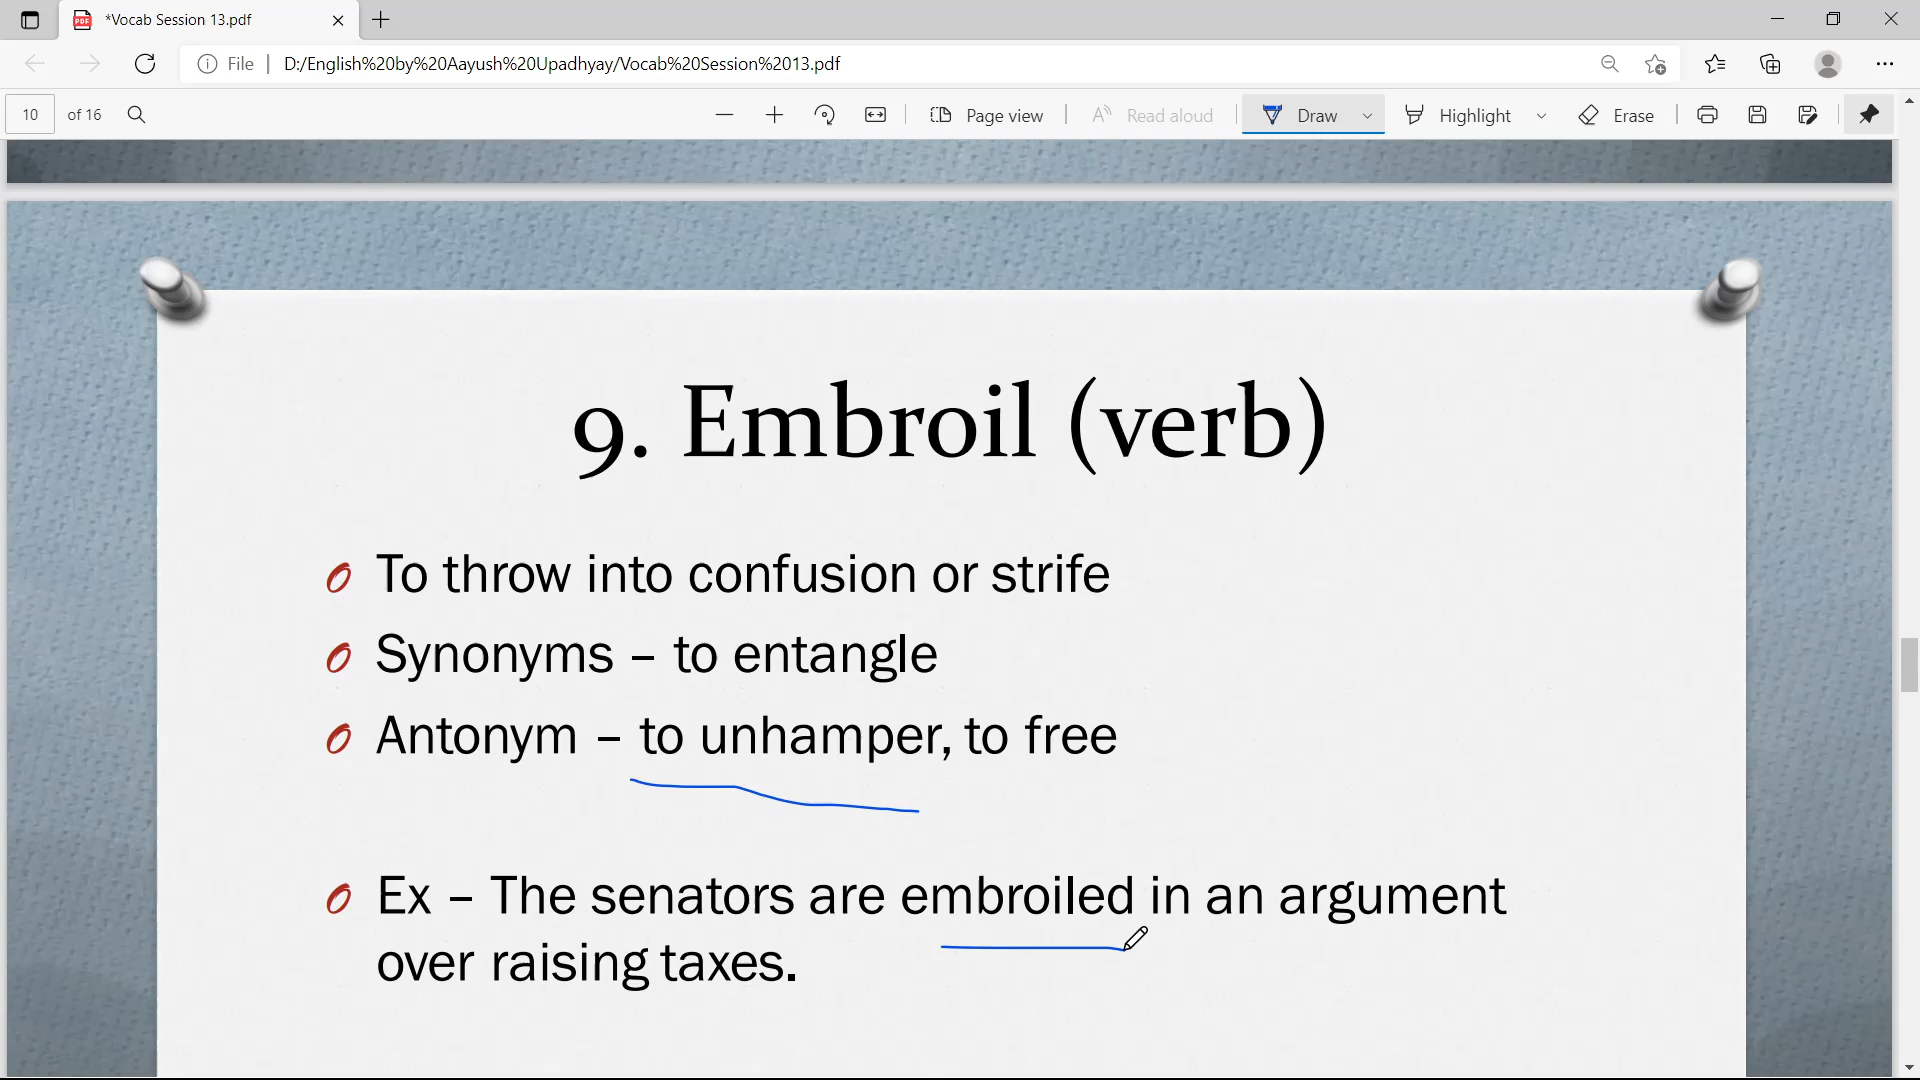 *Vocab Session 13.pdf
File D:/English%20by%20Aayush%20Upadhyay/Vocab%20Session%2013.pdf
10 of 16 Page view Read aloud Draw Highlight Erase
9. Embroil (verb)
To throw into confusion or strife
Synonyms – to entangle
Antonym – to unhamper, to free
Ex – The senators are embroiled in an argument
over raising taxes.